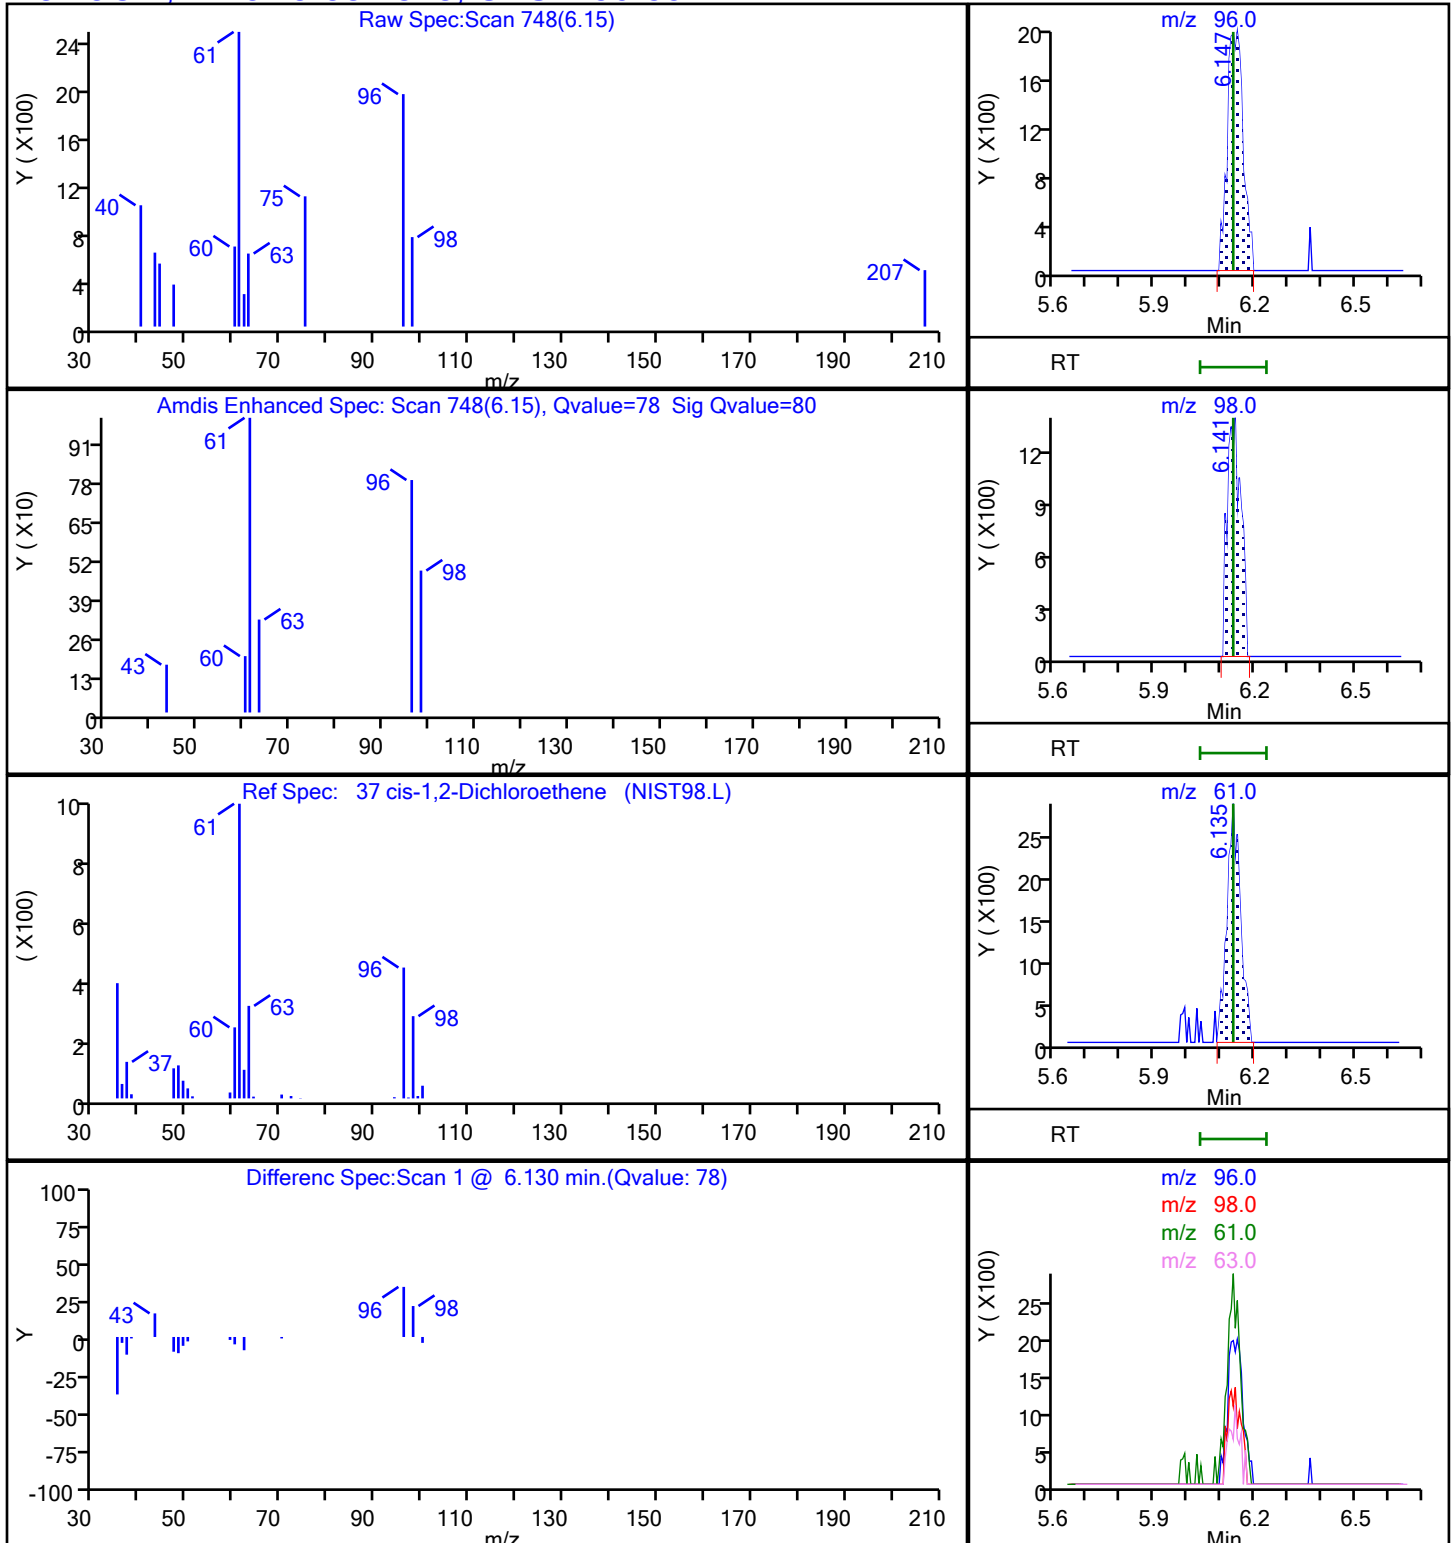 Raw Spec:Scan 748(6.15)
Y ( X100)
24
20
16
12
8
4
0
61
96
40
75
60
63
98
207
30 50 70 90 110 130 150 170 190 210
m/z
m/z 96.0
Y ( X100)
20
16
12
8
4
0
6.147
5.6 5.9 6.2 6.5
Min
RT
Amdis Enhanced Spec: Scan 748(6.15), Qvalue=78 Sig Qvalue=80
Y ( X10)
91
78
65
52
39
26
13
0
61
96
98
63
43
60
30 50 70 90 110 130 150 170 190 210
m/z
m/z 98.0
Y ( X100)
12
9
6
3
0
6.141
5.6 5.9 6.2 6.5
Min
RT
Ref Spec: 37 cis-1,2-Dichloroethene (NIST98.L)
( X100)
10
8
6
4
2
0
61
96
60
63
98
37
30 50 70 90 110 130 150 170 190 210
m/z 61.0
Y ( X100)
25
20
15
10
5
0
6.135
5.6 5.9 6.2 6.5
Min
RT
Differenc Spec:Scan 1 @ 6.130 min.(Qvalue: 78)
Y
100
75
50
25
0
-25
-50
-75
-100
43
96
98
30 50 70 90 110 130 150 170 190 210
m/z
m/z 96.0
m/z 98.0
m/z 61.0
m/z 63.0
Y ( X100)
25
20
15
10
5
0
5.6 5.9 6.2 6.5
Min